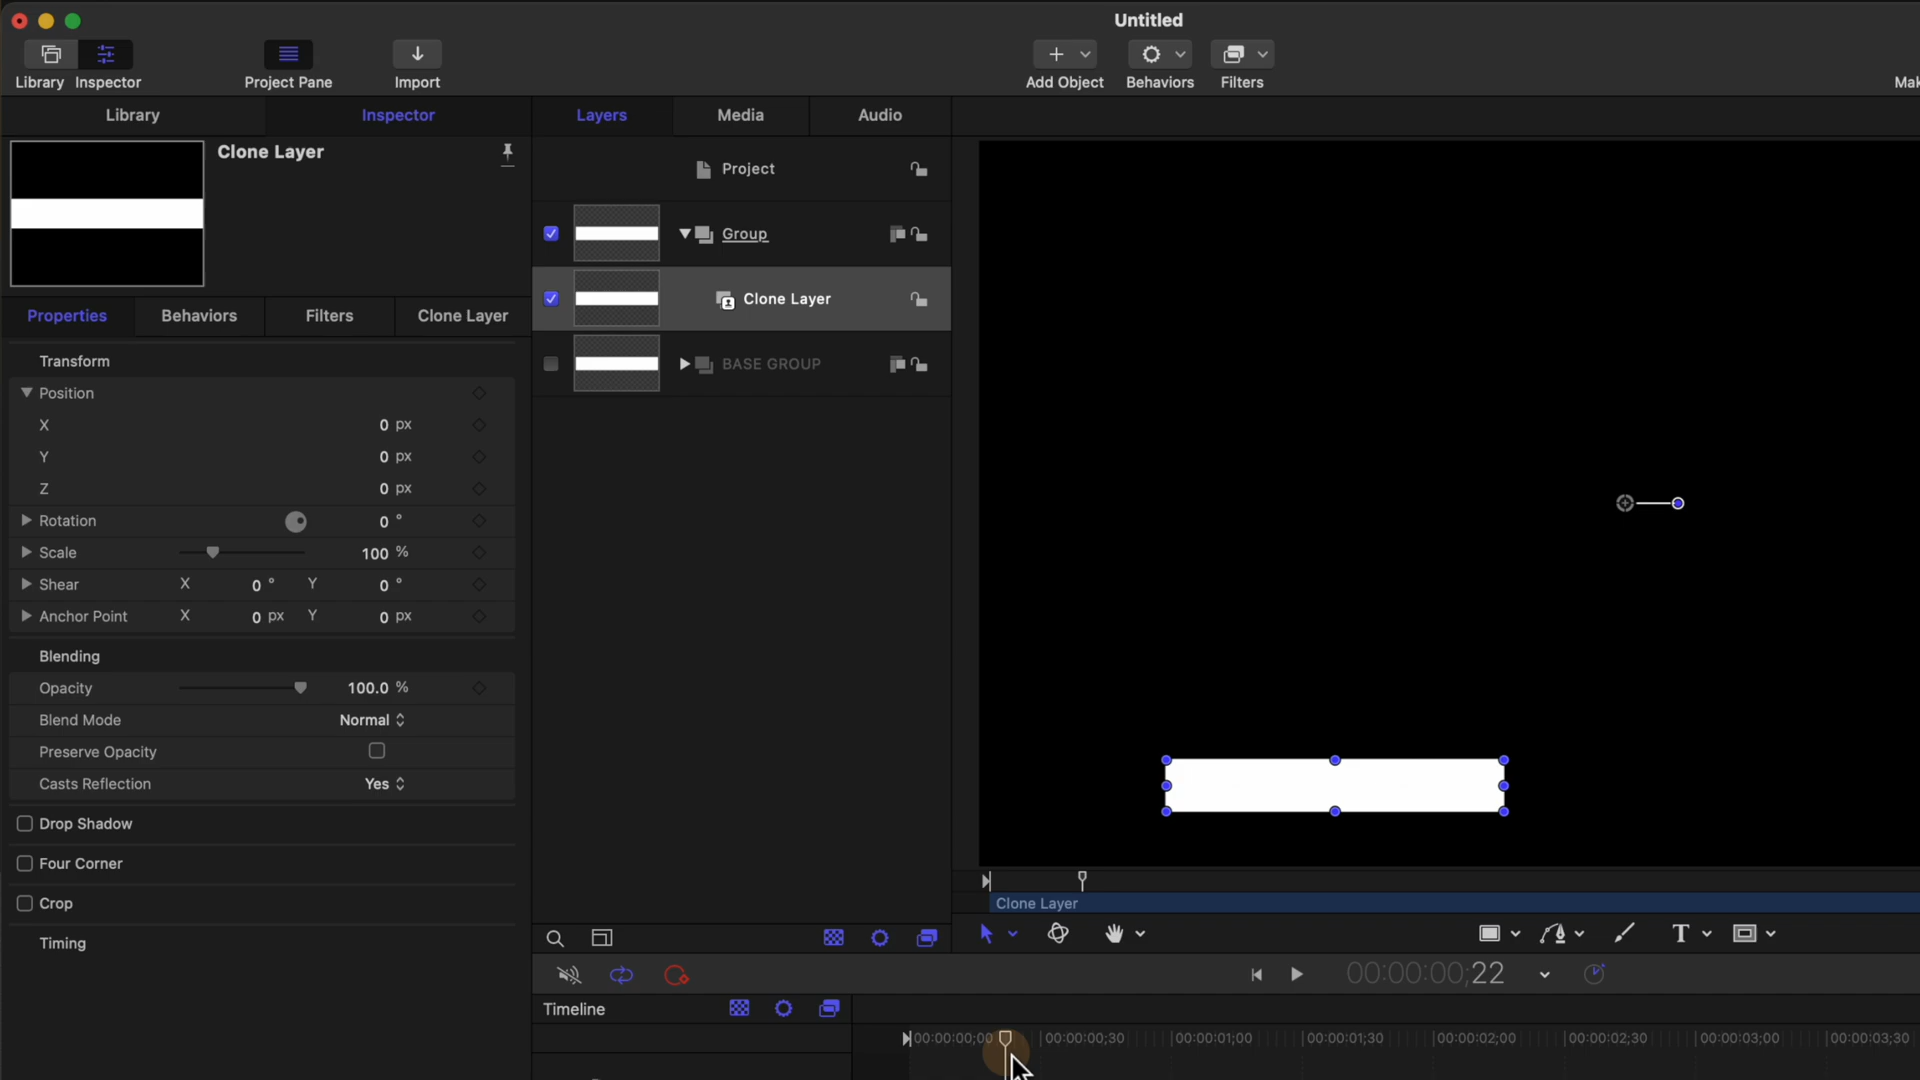 Untitled
Library Inspector Project Pane Import Add Object Behaviors Filters
Library Inspector Layers Media Audio
Clone Layer
Project
Group
Clone Layer
BASE GROUP
Properties Behaviors Filters Clone Layer
Transform
Position
X 0 px
Y 0 px
Z 0 px
Rotation 0 °
Scale 100 %
Shear X 0 ° Y 0 °
Anchor Point X 0 px Y 0 px
Blending
Opacity 100.0 %
Blend Mode Normal
Preserve Opacity
Casts Reflection Yes
Drop Shadow
Four Corner
Crop
Timing
Clone Layer
T
00:00:00;22
Timeline
00:00:00;00 00:00:00;30 00:00:01;00 00:00:01;30 00:00:02;00 00:00:02;30 00:00:03;00 00:00:03;30